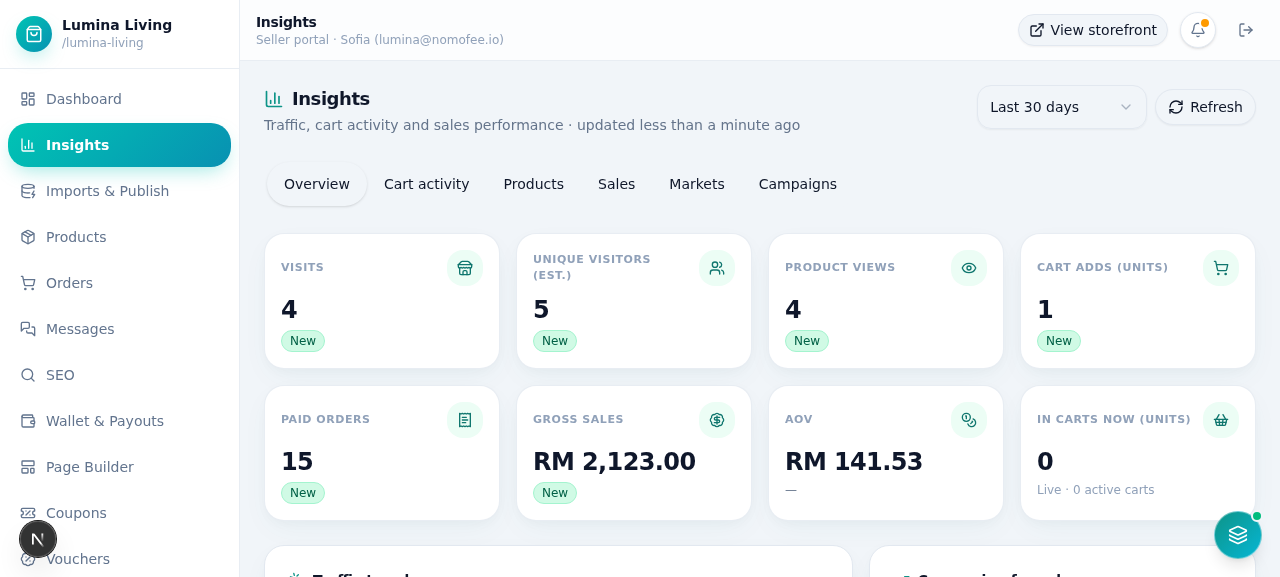 Lumina Living
/lumina-living
Dashboard
Insights
Imports & Publish
Products
Orders
Messages
SEO
Wallet & Payouts
Page Builder
Coupons
Vouchers
N
Insights
Seller portal · Sofia (lumina@nomofee.io)
View storefront
Insights
Traffic, cart activity and sales performance · updated less than a minute ago
Last 30 days
Refresh
Overview
Cart activity
Products
Sales
Markets
Campaigns
VISITS
4
New
UNIQUE VISITORS
(EST.)
5
New
PRODUCT VIEWS
4
New
CART ADDS (UNITS)
1
New
PAID ORDERS
15
New
GROSS SALES
RM 2,123.00
New
AOV
RM 141.53
—
IN CARTS NOW (UNITS)
0
Live · 0 active carts